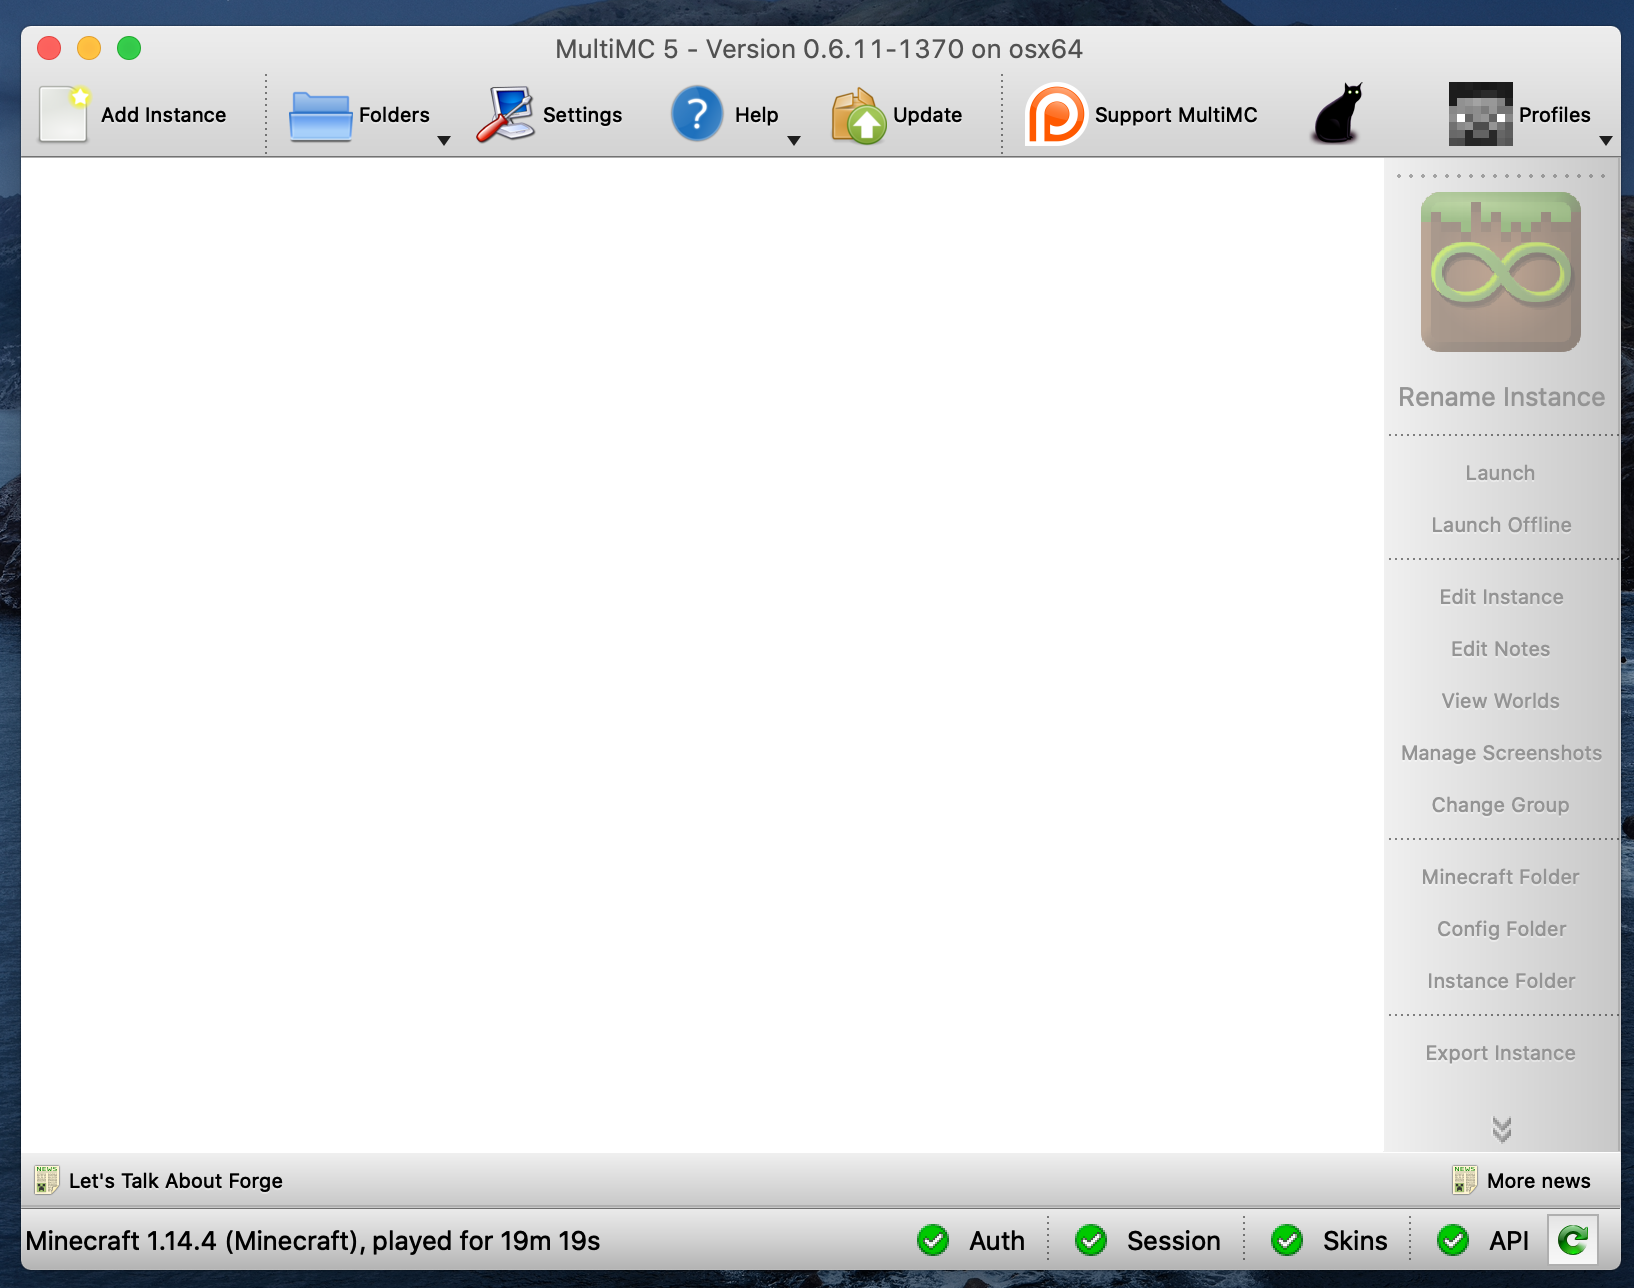 MultiMC 5 - Version 0.6.11-1370 on osx64
Add Instance
Folders
Settings
? Help
Update
Support MultiMC
Profiles
Rename Instance
Launch
Launch Offline
Edit Instance
Edit Notes
View Worlds
Manage Screenshots
Change Group
Minecraft Folder
Config Folder
Instance Folder
Export Instance
NEWS Let's Talk About Forge
NEWS More news
Minecraft 1.14.4 (Minecraft), played for 19m 19s
Auth
Session
Skins
API